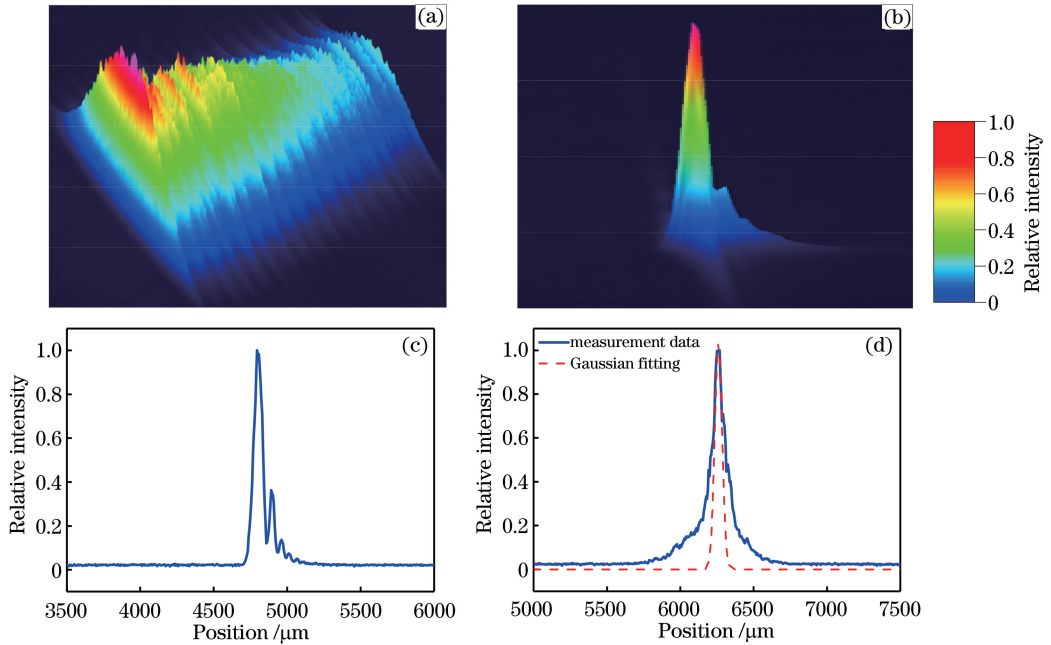 (a)
(b)
1.0
0.8
0.6
0.4
0.2
0
Relative intensity
(c)
1.0
0.8
0.6
0.4
0.2
0
Relative intensity
3500 4000 4500 5000 5500 6000
Position /μm
(d)
measurement data
Gaussian fitting
1.0
0.8
0.6
0.4
0.2
0
Relative intensity
5000 5500 6000 6500 7000 7500
Position /μm